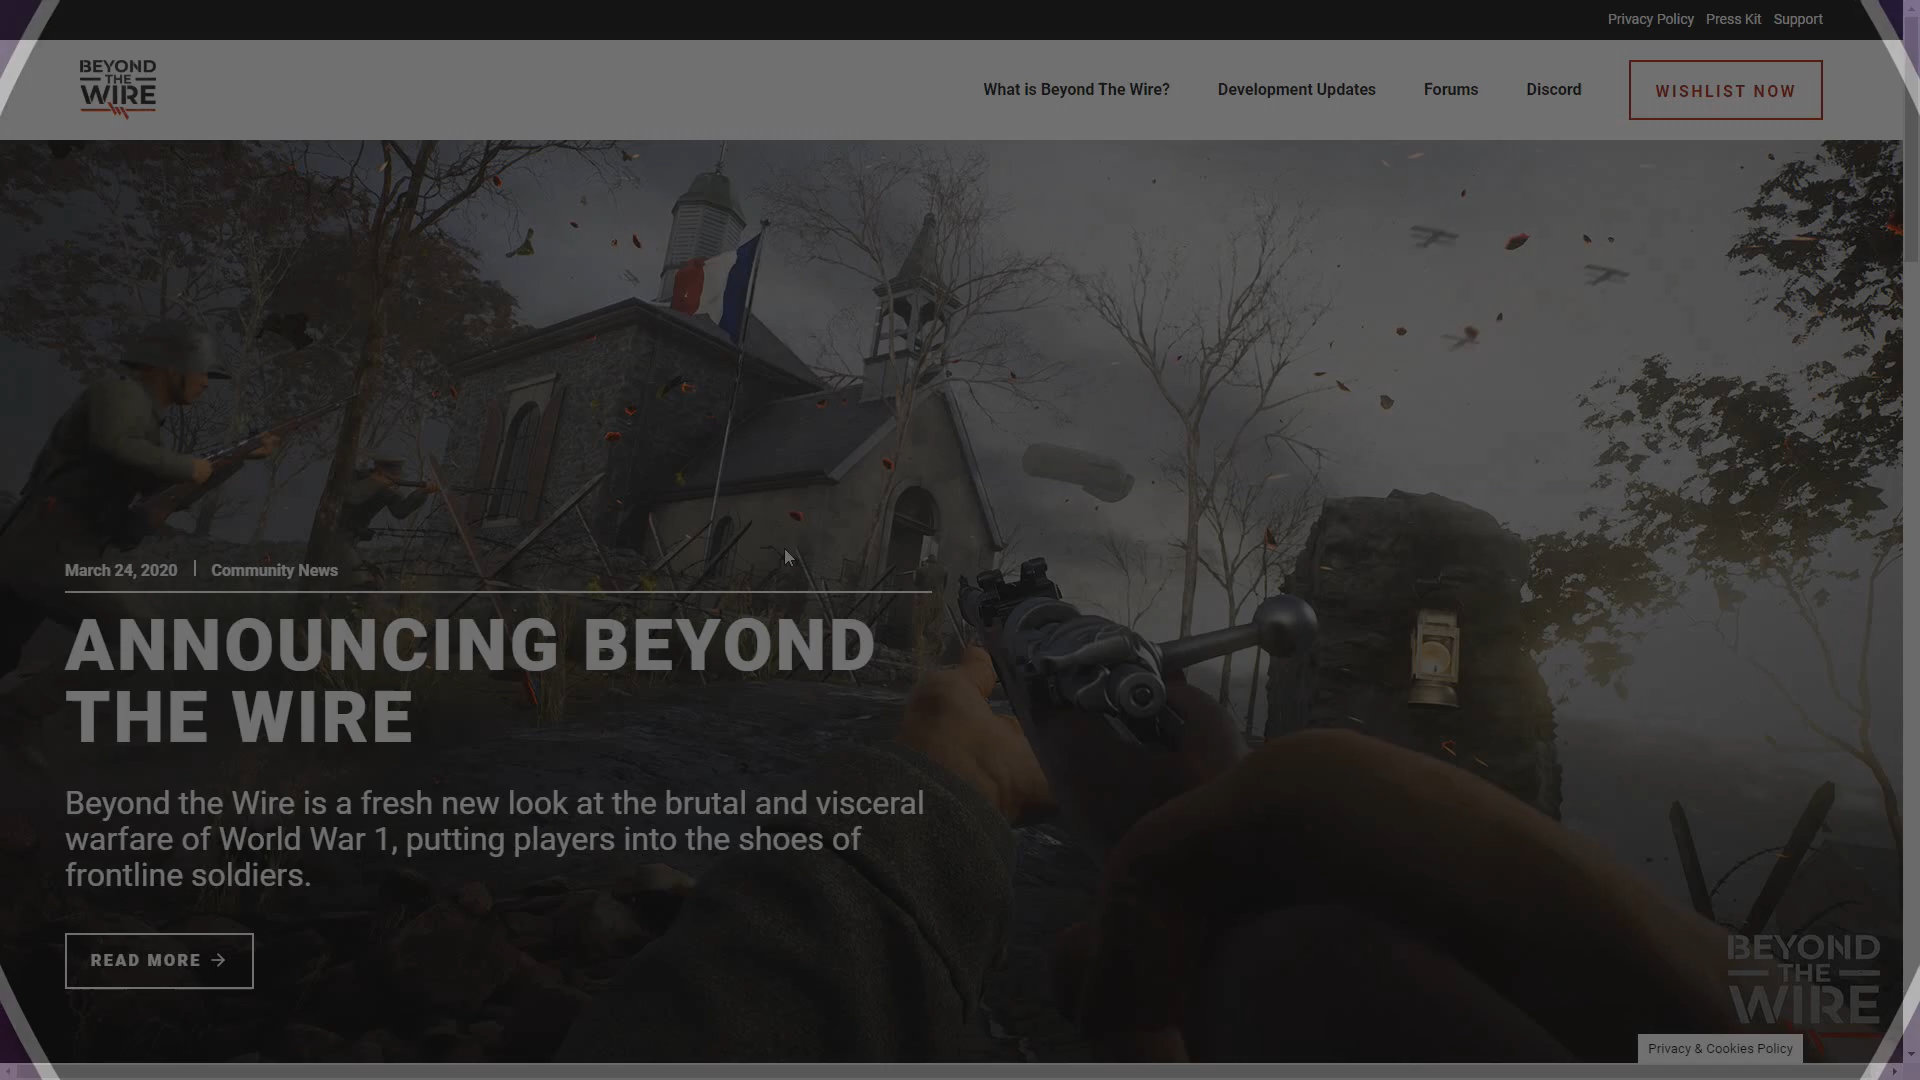 Privacy Policy Press Kit Support
BEYOND
THE
WIRE
What is Beyond The Wire? Development Updates Forums Discord WISHLIST NOW
March 24, 2020 | Community News
ANNOUNCING BEYOND
THE WIRE
Beyond the Wire is a fresh new look at the brutal and visceral
warfare of World War 1, putting players into the shoes of
frontline soldiers.
READ MORE →
BEYOND
THE
WIRE
Privacy & Cookies Policy